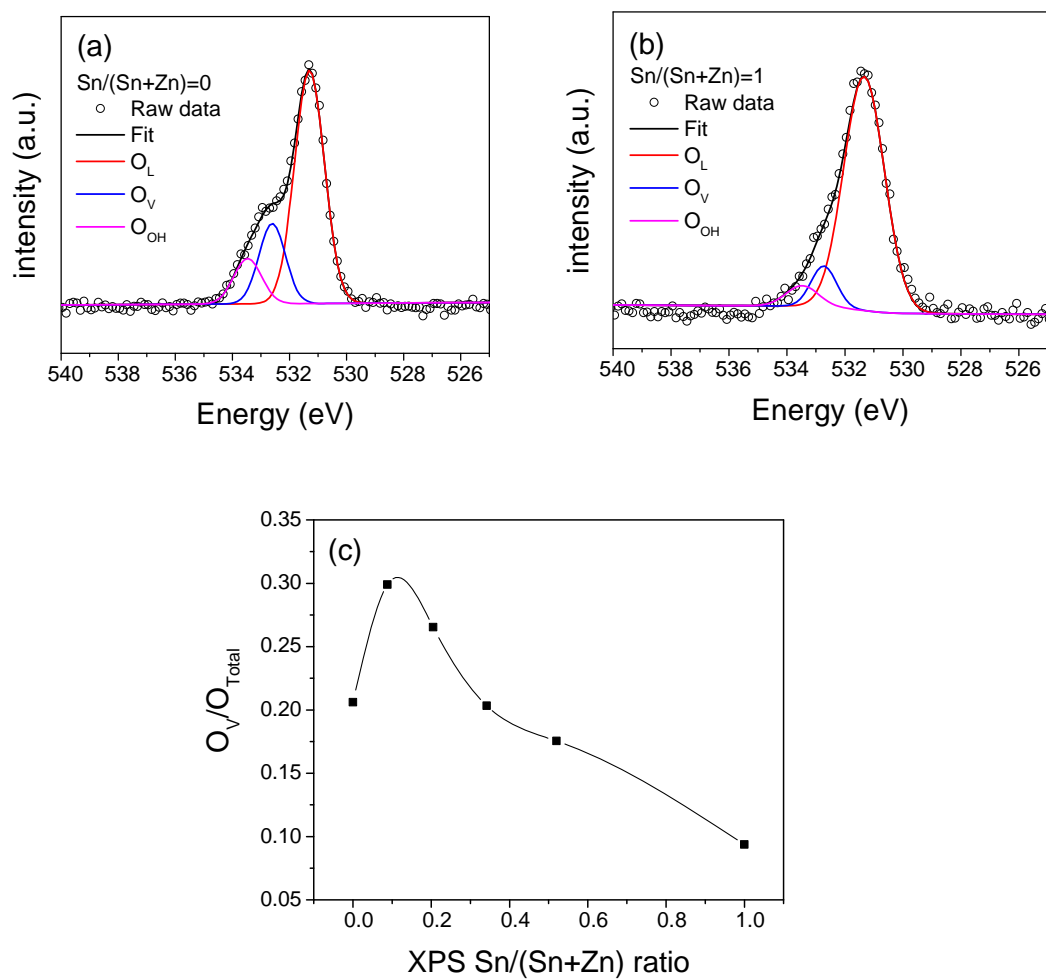 (a)
Sn/(Sn+Zn)=0
Raw data
Fit
O_L
O_V
O_OH
intensity (a.u.)
540 538 536 534 532 530 528 526
Energy (eV)
(b)
Sn/(Sn+Zn)=1
Raw data
Fit
O_L
O_V
O_OH
intensity (a.u.)
540 538 536 534 532 530 528 526
Energy (eV)
(c)
0.35
0.30
0.25
0.20
0.15
0.10
0.05
O_V/O_Total
0.0 0.2 0.4 0.6 0.8 1.0
XPS Sn/(Sn+Zn) ratio